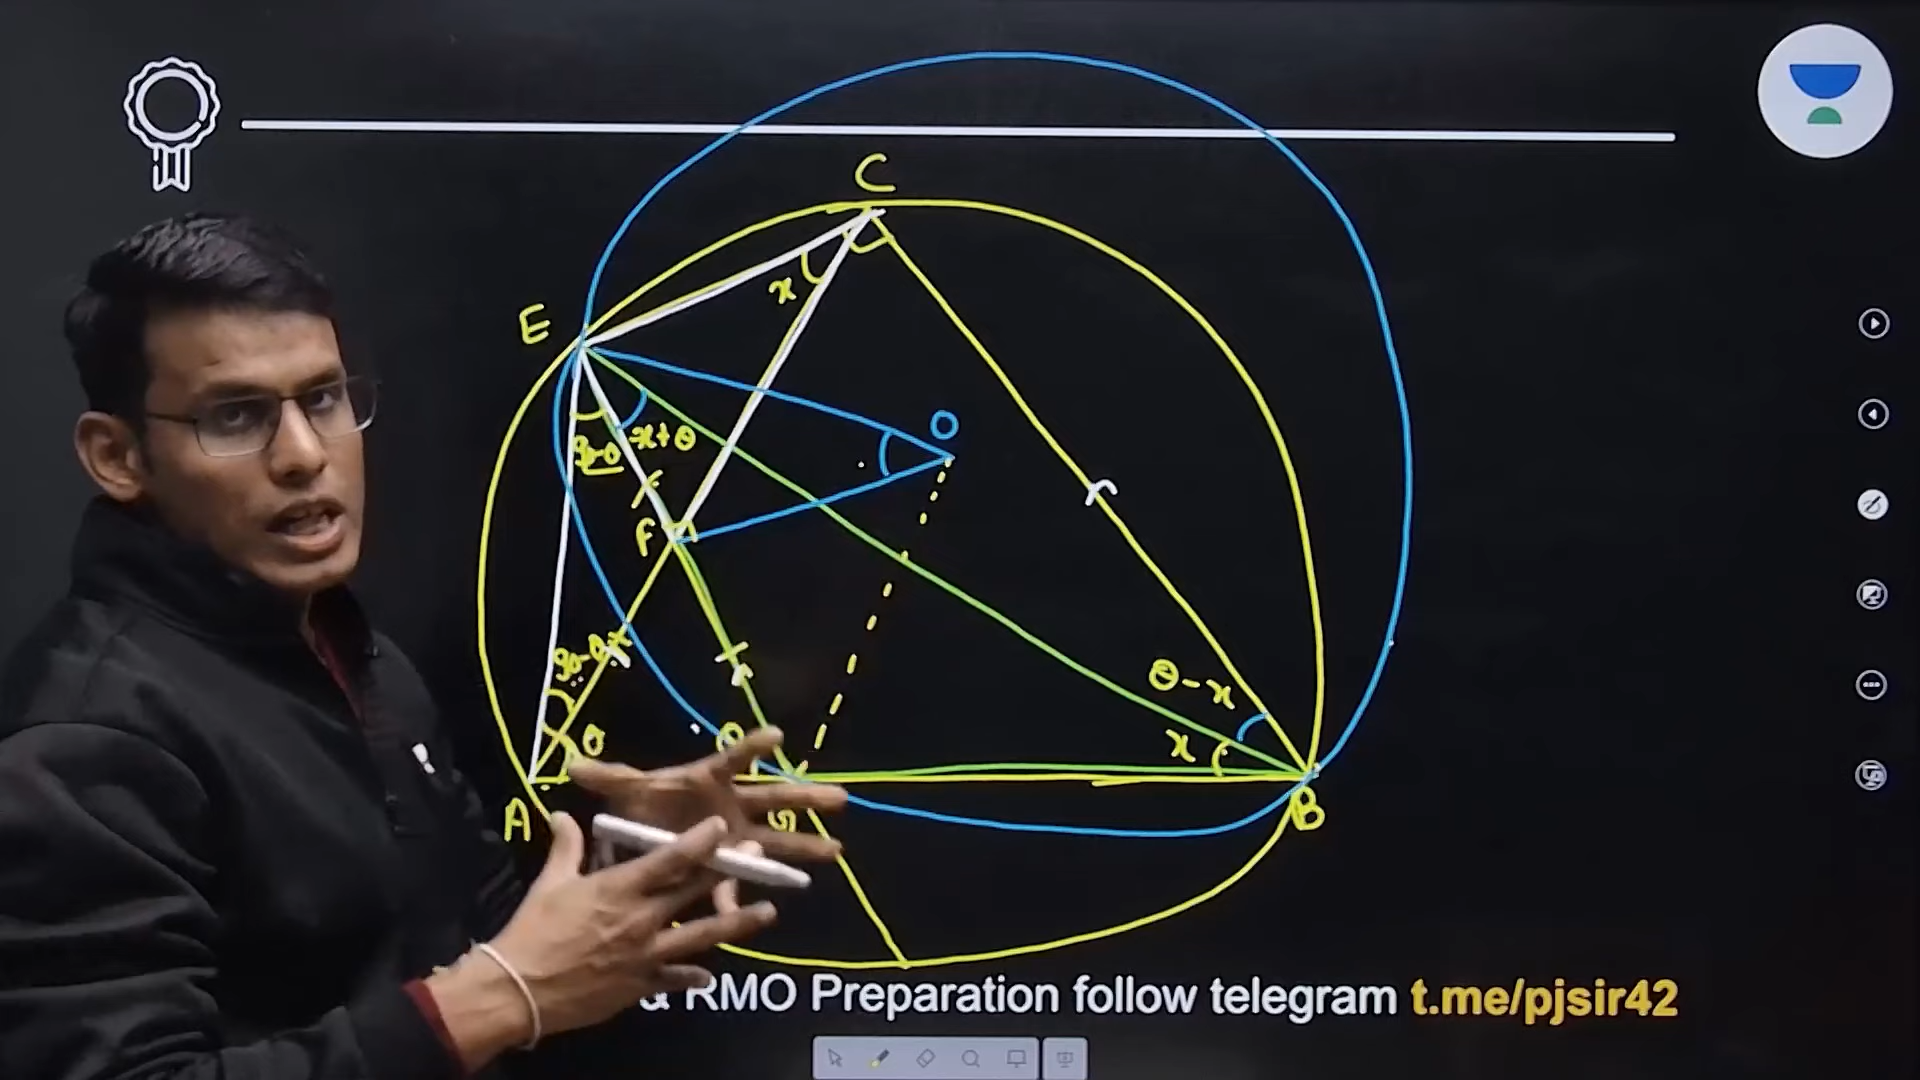 C
E
x
O
90-θ
-x+θ
F
θ-x
90-θ
x
θ
θ
A
B
& RMO Preparation follow telegram t.me/pjsir42